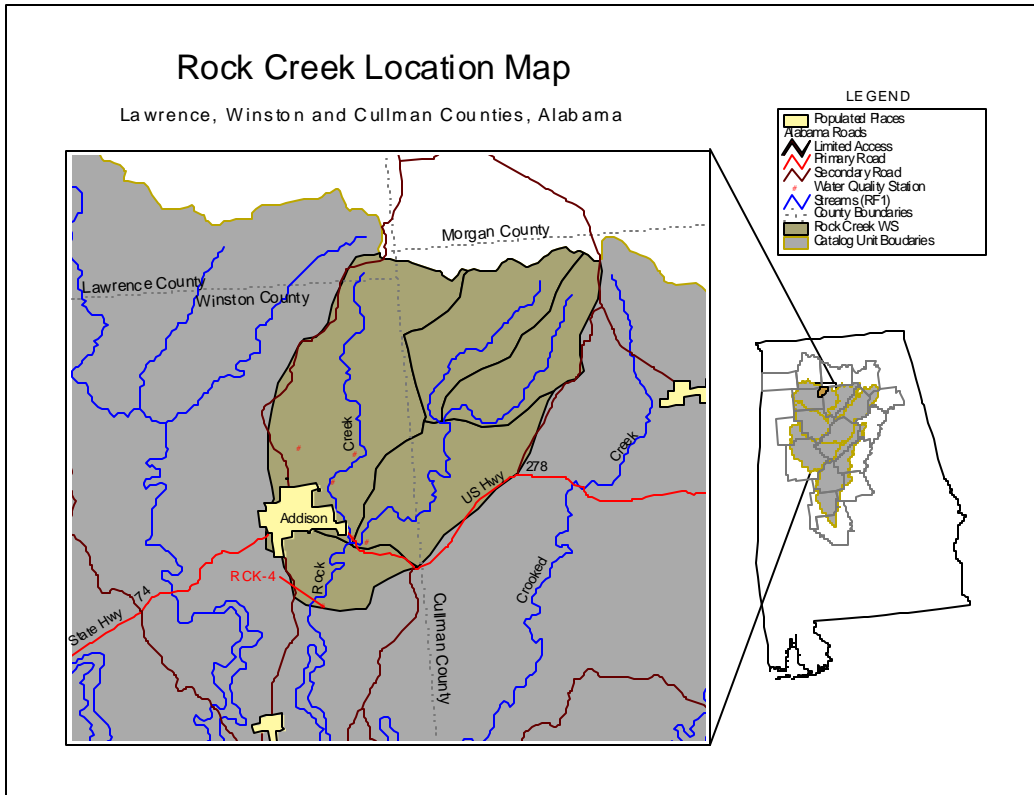 Rock Creek Location Map
Lawrence, Winston and Cullman Counties, Alabama
LEGEND
Populated Places
Alabama Roads
Limited Access
Primary Road
Secondary Road
Water Quality Station
Streams (RF1)
County Boundaries
Rock Creek WS
Catalog Unit Boudaries
Morgan County
Lawrence County
Winston County
Creek
Creek
278
US Hwy
Addison
Rock
RCK-4
Crooked
74
State Hwy
Cullman County